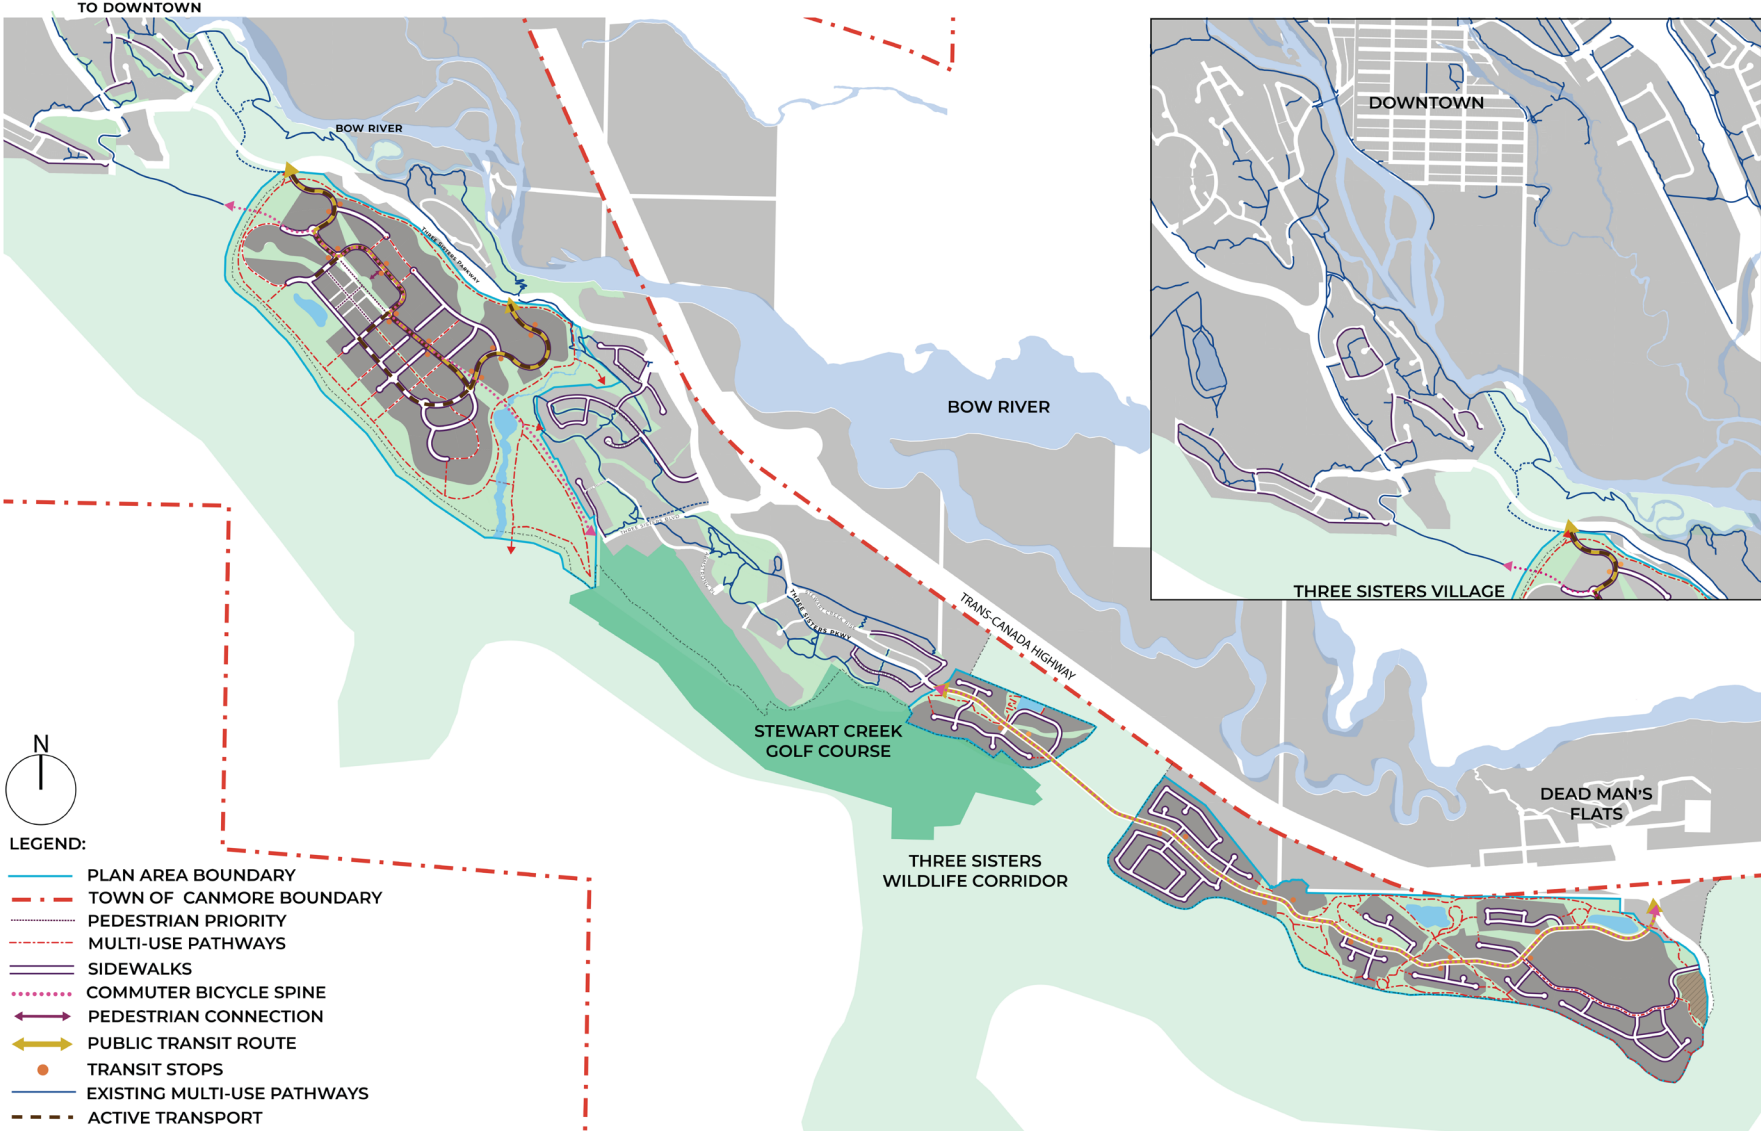 TO DOWNTOWN
BOW RIVER
THREE SISTERS PARKWAY
DOWNTOWN
THREE SISTERS VILLAGE
BOW RIVER
THREE SISTERS BLVD
TRANS-CANADA HIGHWAY
THREE SISTERS PKWY
STEWART CREEK
GOLF COURSE
DEAD MAN'S
FLATS
THREE SISTERS
WILDLIFE CORRIDOR
N
LEGEND:
PLAN AREA BOUNDARY
TOWN OF CANMORE BOUNDARY
PEDESTRIAN PRIORITY
MULTI-USE PATHWAYS
SIDEWALKS
COMMUTER BICYCLE SPINE
PEDESTRIAN CONNECTION
PUBLIC TRANSIT ROUTE
TRANSIT STOPS
EXISTING MULTI-USE PATHWAYS
ACTIVE TRANSPORT